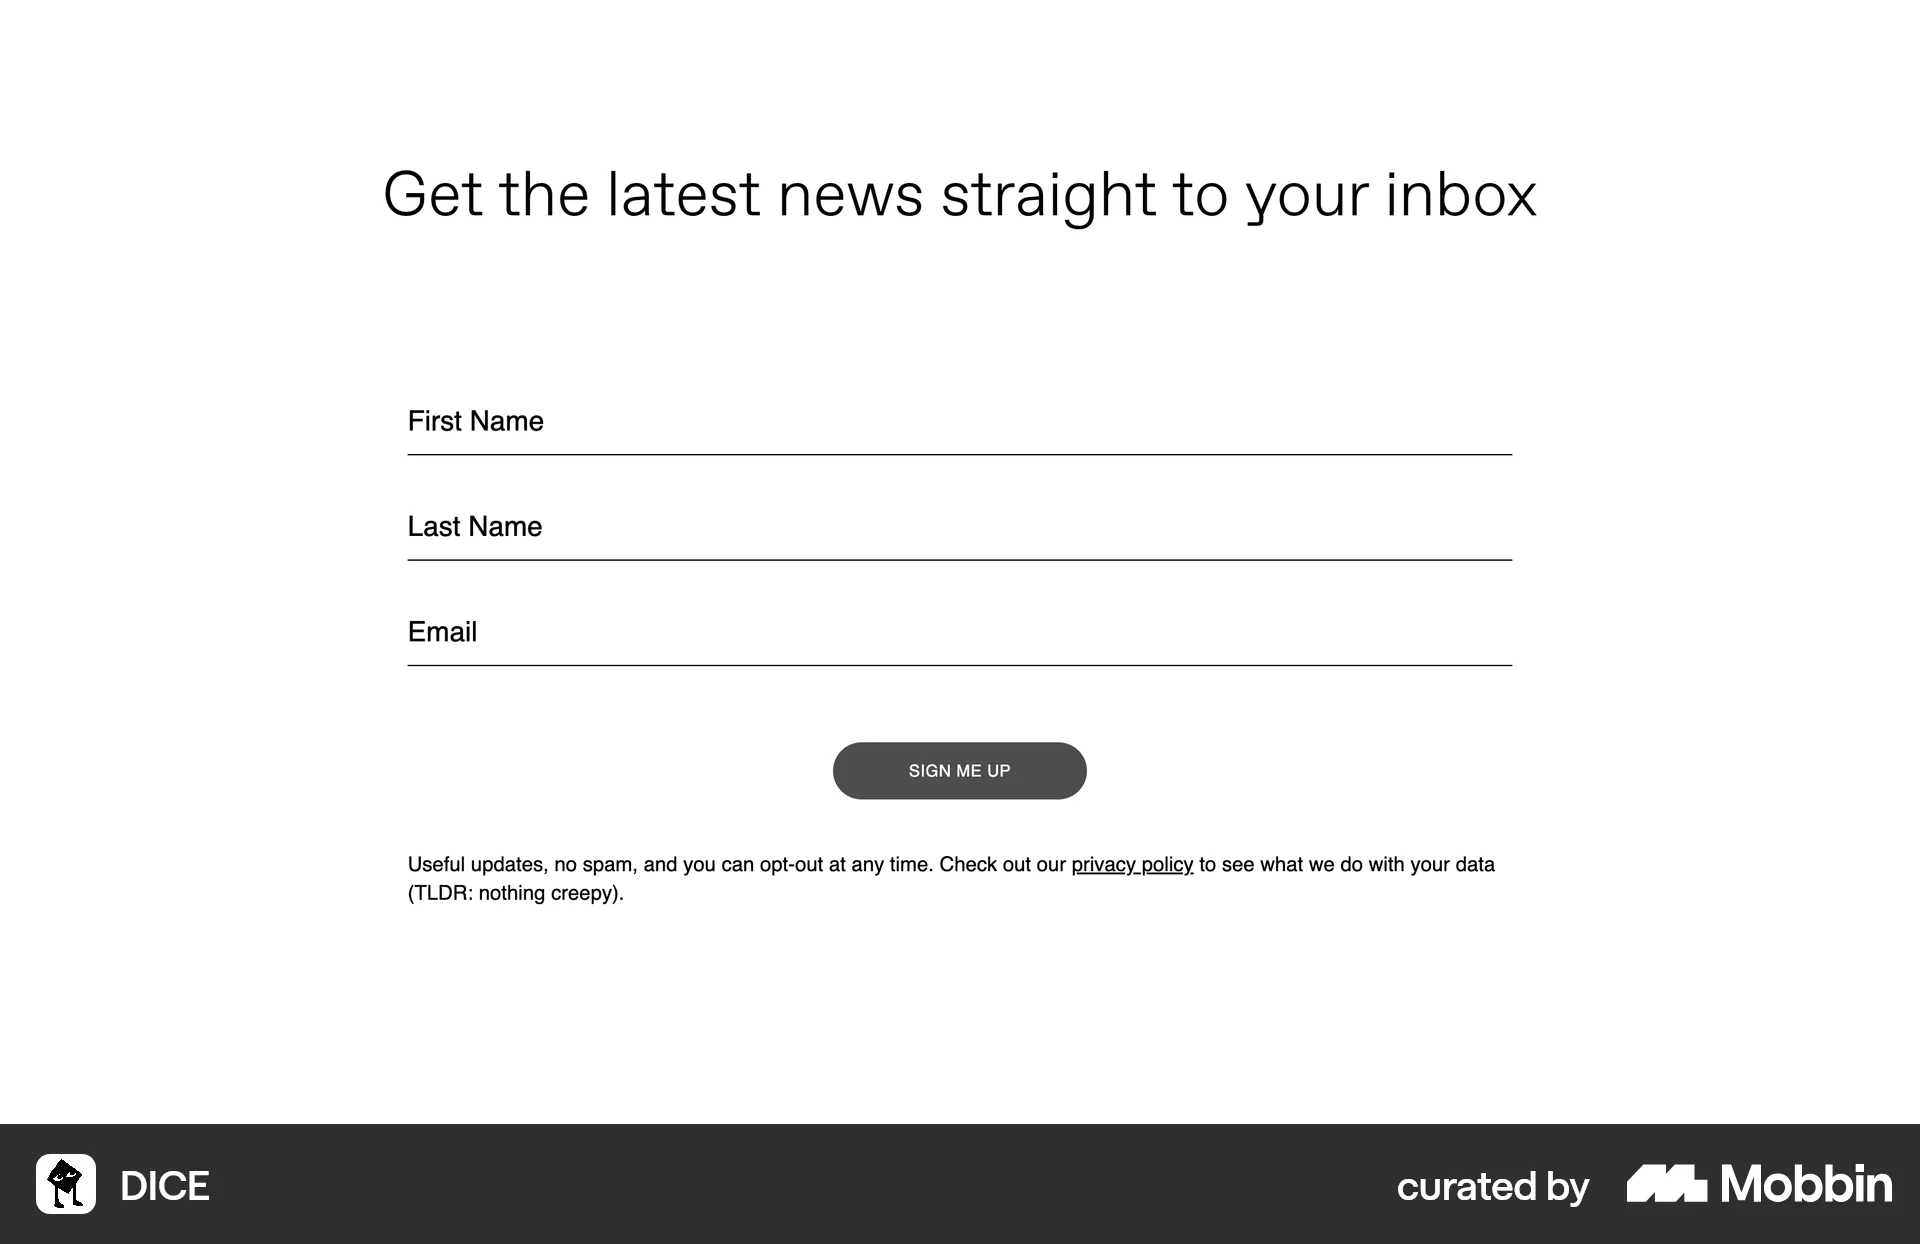 Get the latest news straight to your inbox
First Name
Last Name
Email
SIGN ME UP
Useful updates, no spam, and you can opt-out at any time. Check out our privacy policy to see what we do with your data
(TLDR: nothing creepy).
DICE
curated by Mobbin